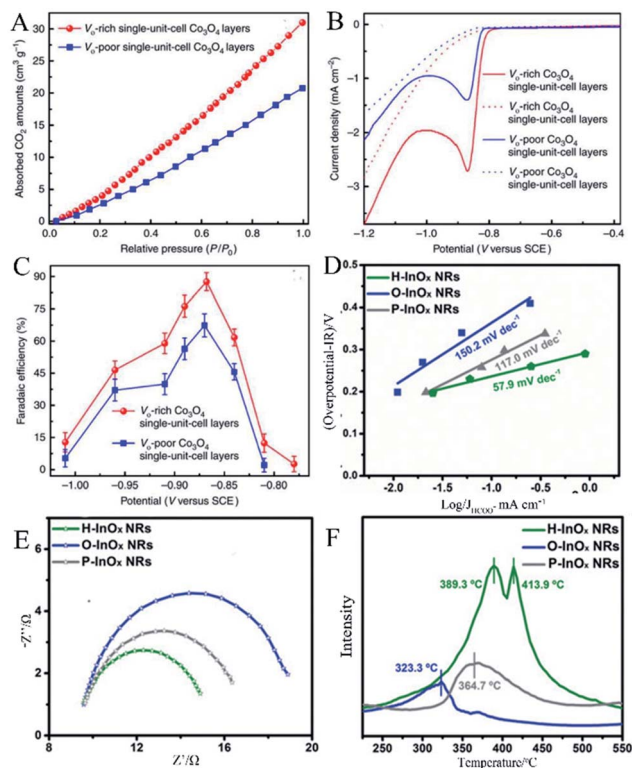 A
Vo-rich single-unit-cell Co3O4 layers
Vo-poor single-unit-cell Co3O4 layers
Absorbed CO2 amounts (cm3 g−1)
30
25
20
15
10
5
0
0.0 0.2 0.4 0.6 0.8 1.0
Relative pressure (P/P0)
B
Current density (mA cm−2)
0
−1
−2
−3
Vo-rich Co3O4
single-unit-cell layers
Vo-rich Co3O4
single-unit-cell layers
Vo-poor Co3O4
single-unit-cell layers
Vo-poor Co3O4
single-unit-cell layers
−1.2 −1.0 −0.8 −0.6 −0.4
Potential (V versus SCE)
C
Faradaic efficiency (%)
90
75
60
45
30
15
0
Vo-rich Co3O4
single-unit-cell layers
Vo-poor Co3O4
single-unit-cell layers
−1.00 −0.95 −0.90 −0.85 −0.80
Potential (V versus SCE)
D
H-InOx NRs
O-InOx NRs
P-InOx NRs
(Overpotential-IR)/V
0.5
0.4
0.3
0.2
0.0
150.2 mV dec-1
117.0 mV dec-1
57.9 mV dec-1
-2.0 -1.5 -1.0 -0.5 0.0
Log/JHCOO- mA cm-1
E
H-InOx NRs
O-InOx NRs
P-InOx NRs
-Z''/Ω
-6
-4
2
0
8 12 16 20
Z'/Ω
F
H-InOx NRs
O-InOx NRs
P-InOx NRs
Intensity
389.3 ºC
413.9 ºC
323.3 ºC
364.7 ºC
250 300 350 400 450 500 550
Temperature/°C